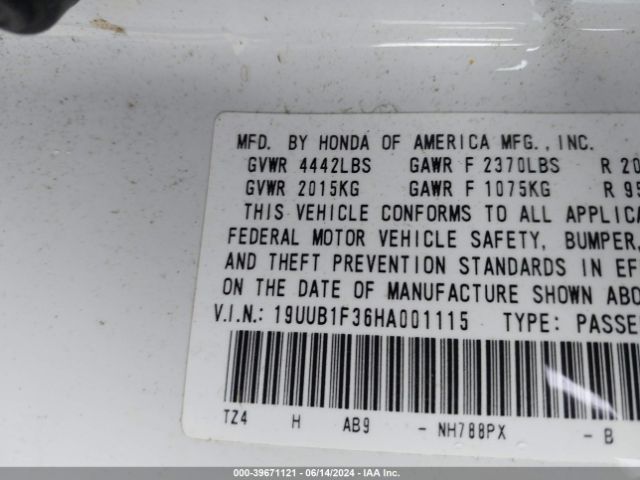 MFD. BY HONDA OF AMERICA MFG., INC.
GVWR 4442LBS GAWR F 2370LBS R 20
GVWR 2015KG GAWR F 1075KG R 95
THIS VEHICLE CONFORMS TO ALL APPLICA
FEDERAL MOTOR VEHICLE SAFETY, BUMPER,
AND THEFT PREVENTION STANDARDS IN EF
ON THE DATE OF MANUFACTURE SHOWN ABO
V.I.N.: 19UUB1F36HA001115 TYPE: PASSE
TZ4 H AB9 - NH788PX - B
000-39671121 - 06/14/2024 - IAAI.COM